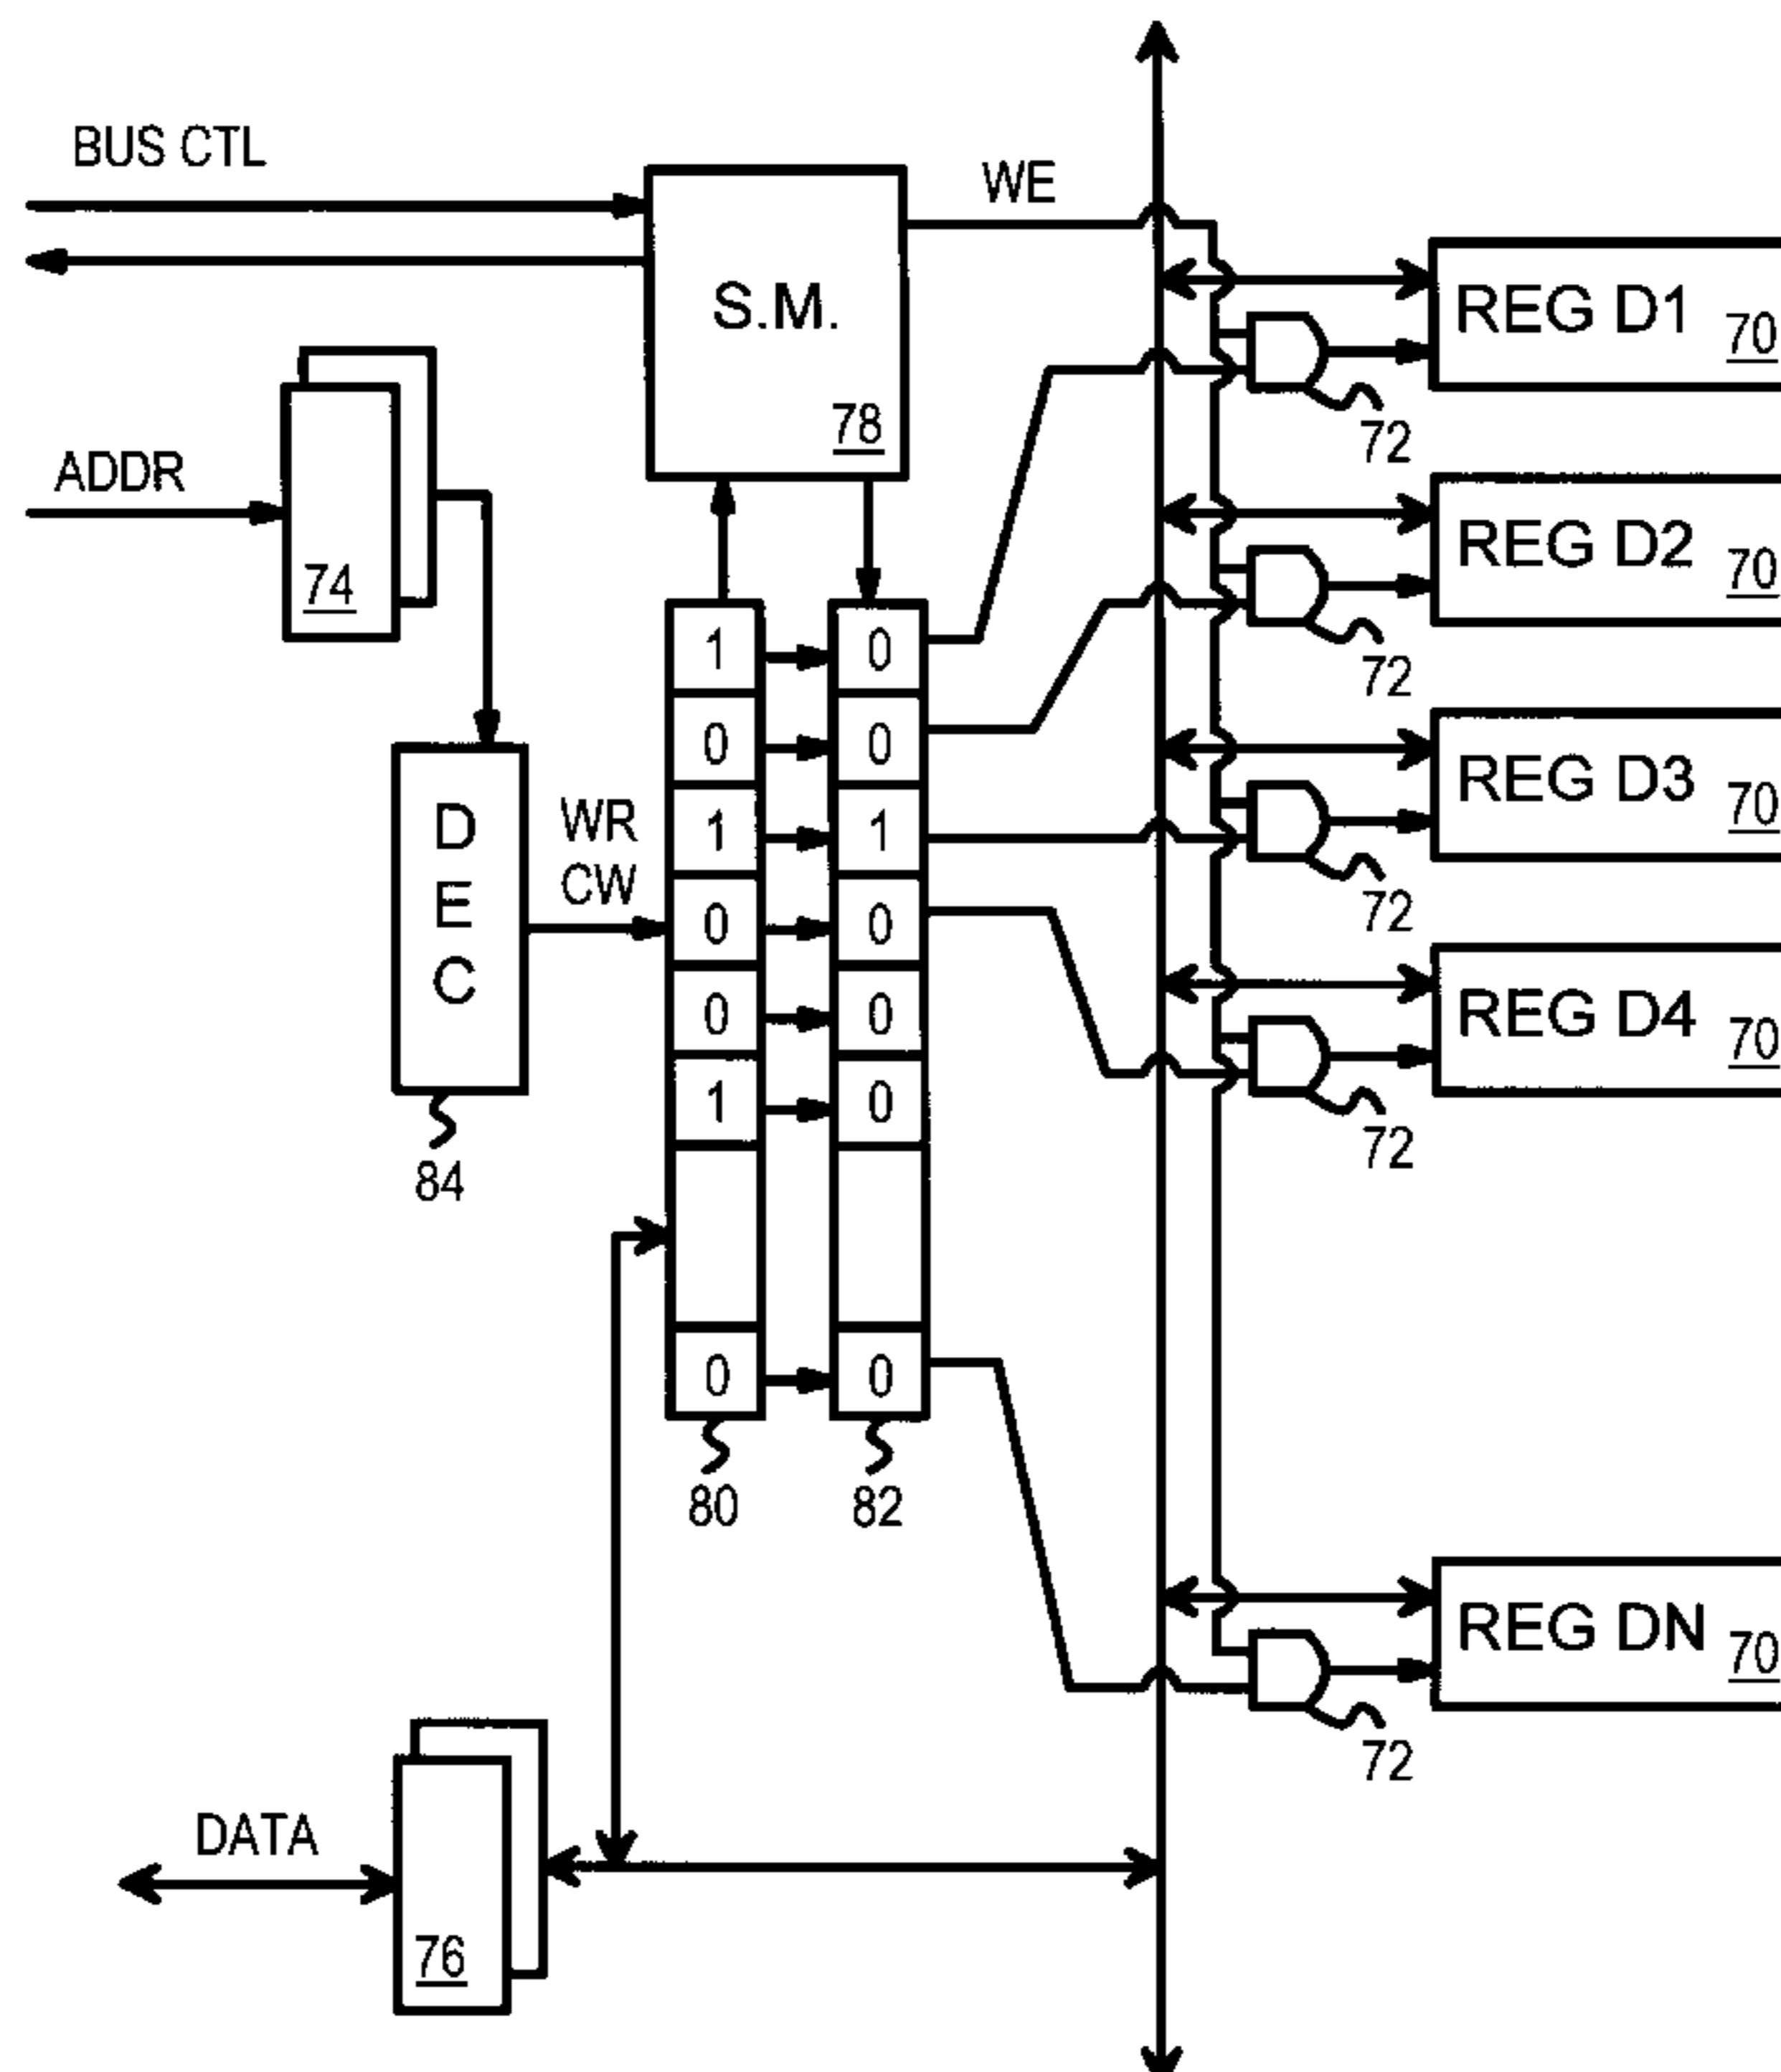 BUS CTL
WE
S.M.
78
REG D1 70
72
ADDR
74
REG D2 70
72
1 0
0 0
1 1
0 0
0 0
1 0
0 0
80
82
D
E
C
84
WR
CW
REG D3 70
72
REG D4 70
72
REG DN 70
72
DATA
76